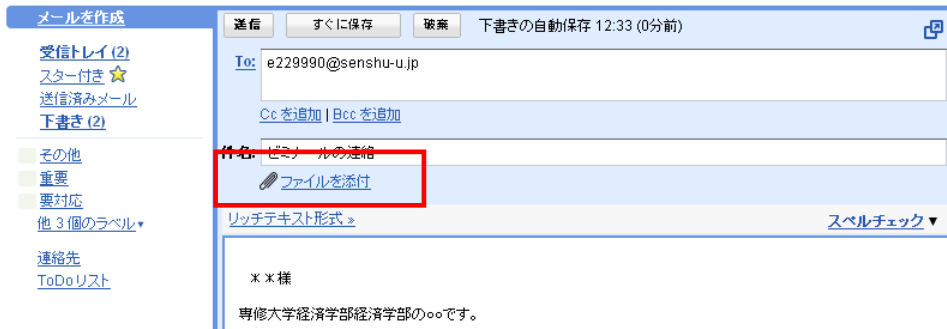 メールを作成
受信トレイ (2)
スター付き
送信済みメール
下書き (2)
その他
重要
要対応
他 3 個のラベル▼
連絡先
ToDo リスト
送信 すぐに保存 破棄 下書きの自動保存 12:33 (0分前)
To: e229990@senshu-u.jp
Cc を追加 | Bcc を追加
件名: ゼミナールの連絡
ファイルを添付
リッチテキスト形式 » スペルチェック ▼
＊＊様
専修大学経済学部経済学部の○○です。